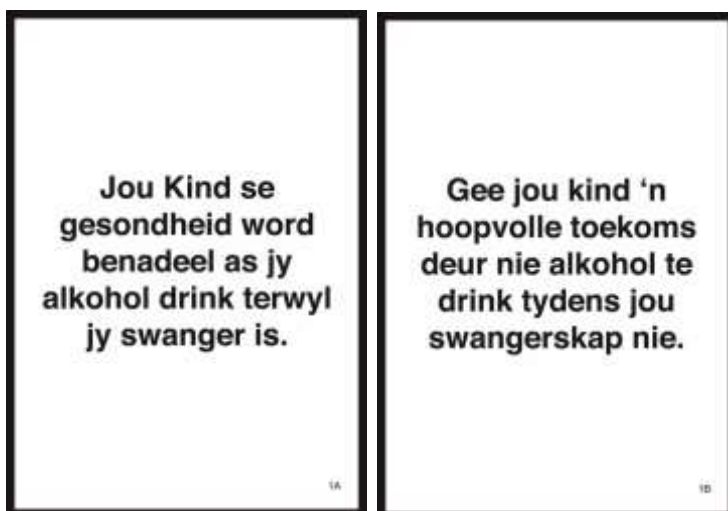 Jou Kind se
gesondheid word
benadeel as jy
alkohol drink terwyl
jy swanger is.
1A
Gee jou kind ‘n
hoopvolle toekoms
deur nie alkohol te
drink tydens jou
swangerskap nie.
1B